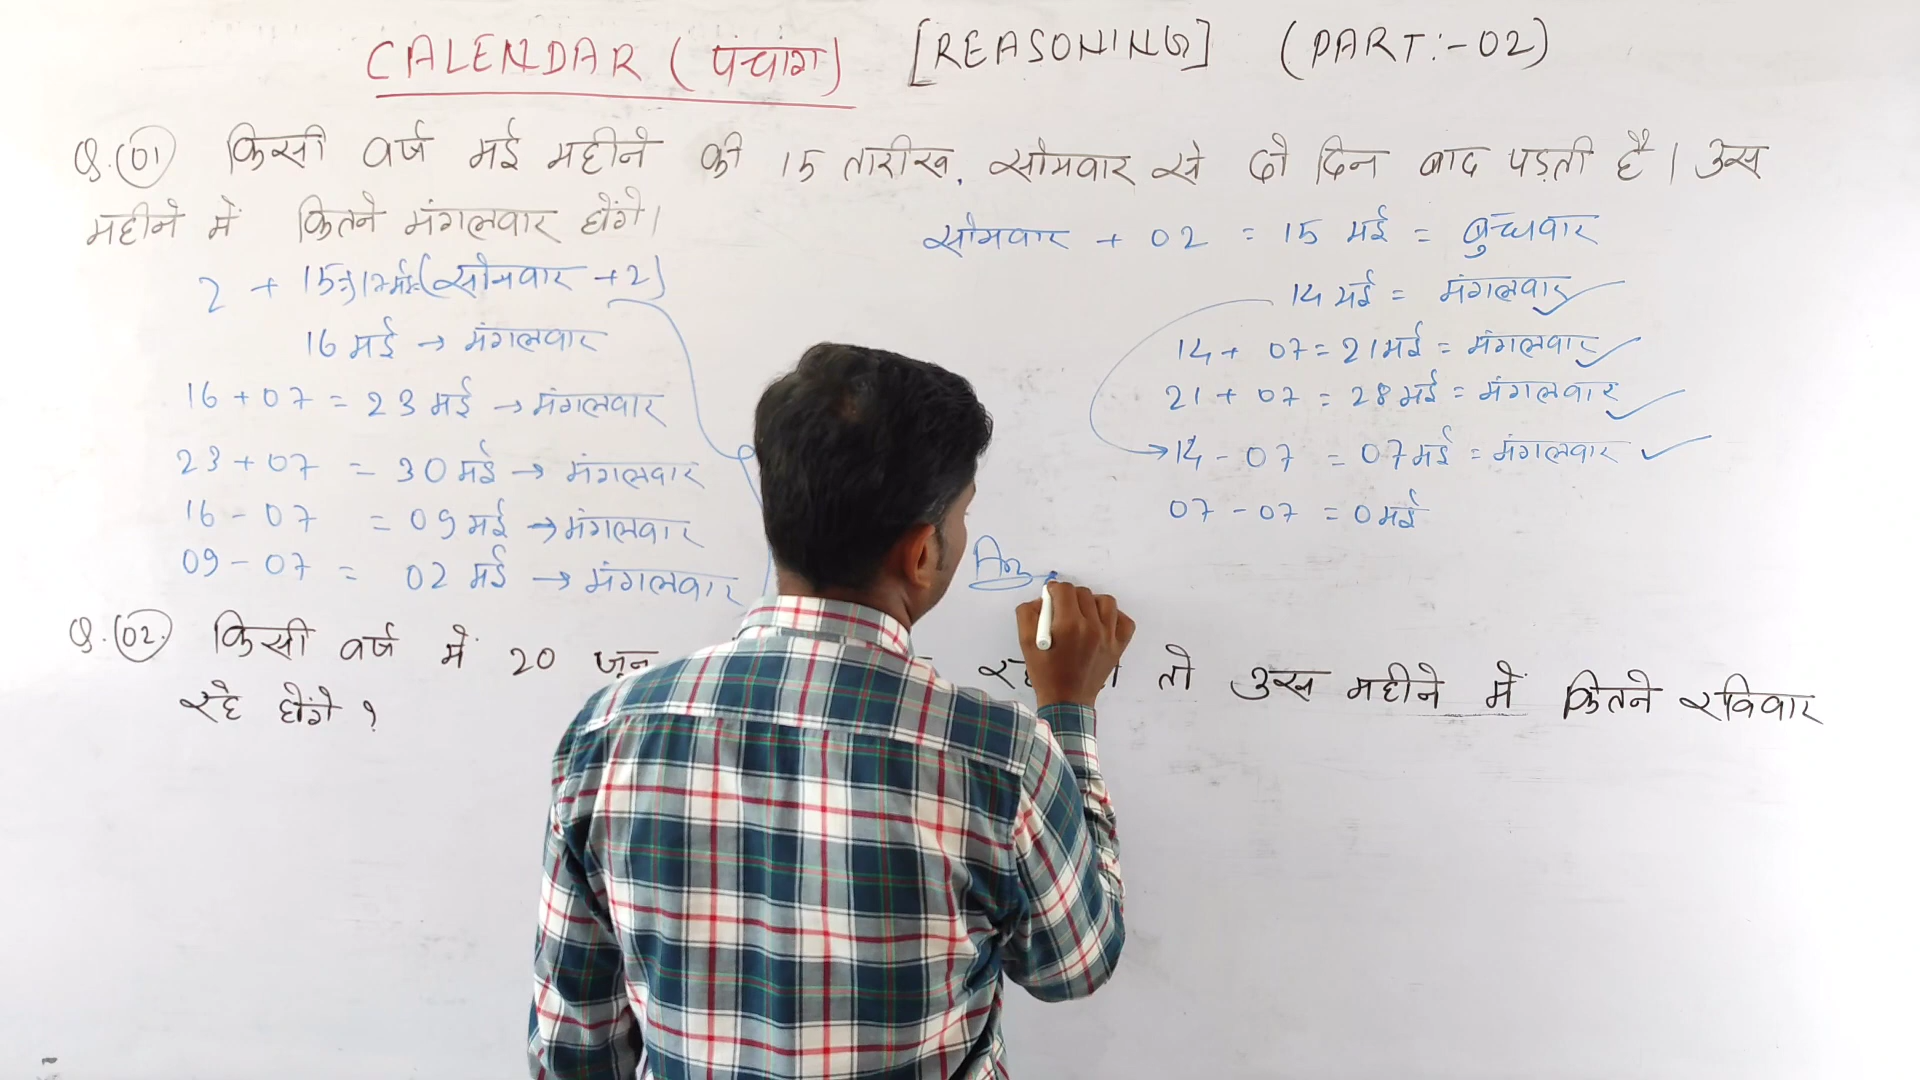 CALENDAR (पंचांग) [REASONING] (PART:-02)
Q.(01) किसी वर्ष मई महीने की 15 तारीख, सोमवार से दो दिन बाद पड़ती है। उस
महीने में कितने मंगलवार होंगे।
2 + 15 = 17 मई = (सोमवार +2)
16 मई → मंगलवार
16 + 07 = 23 मई → मंगलवार
23 + 07 = 30 मई → मंगलवार
16 - 07 = 09 मई → मंगलवार
09 - 07 = 02 मई → मंगलवार
सोमवार + 02 = 15 मई = बुधवार
14 मई = मंगलवार
14 + 07 = 21 मई = मंगलवार
21 + 07 = 28 मई = मंगलवार
14 - 07 = 07 मई = मंगलवार
07 - 07 = 0 मई
Ans
Q.(02.) किसी वर्ष में 20 जून तो उस महीने में कितने रविवार
रहे होंगे ?